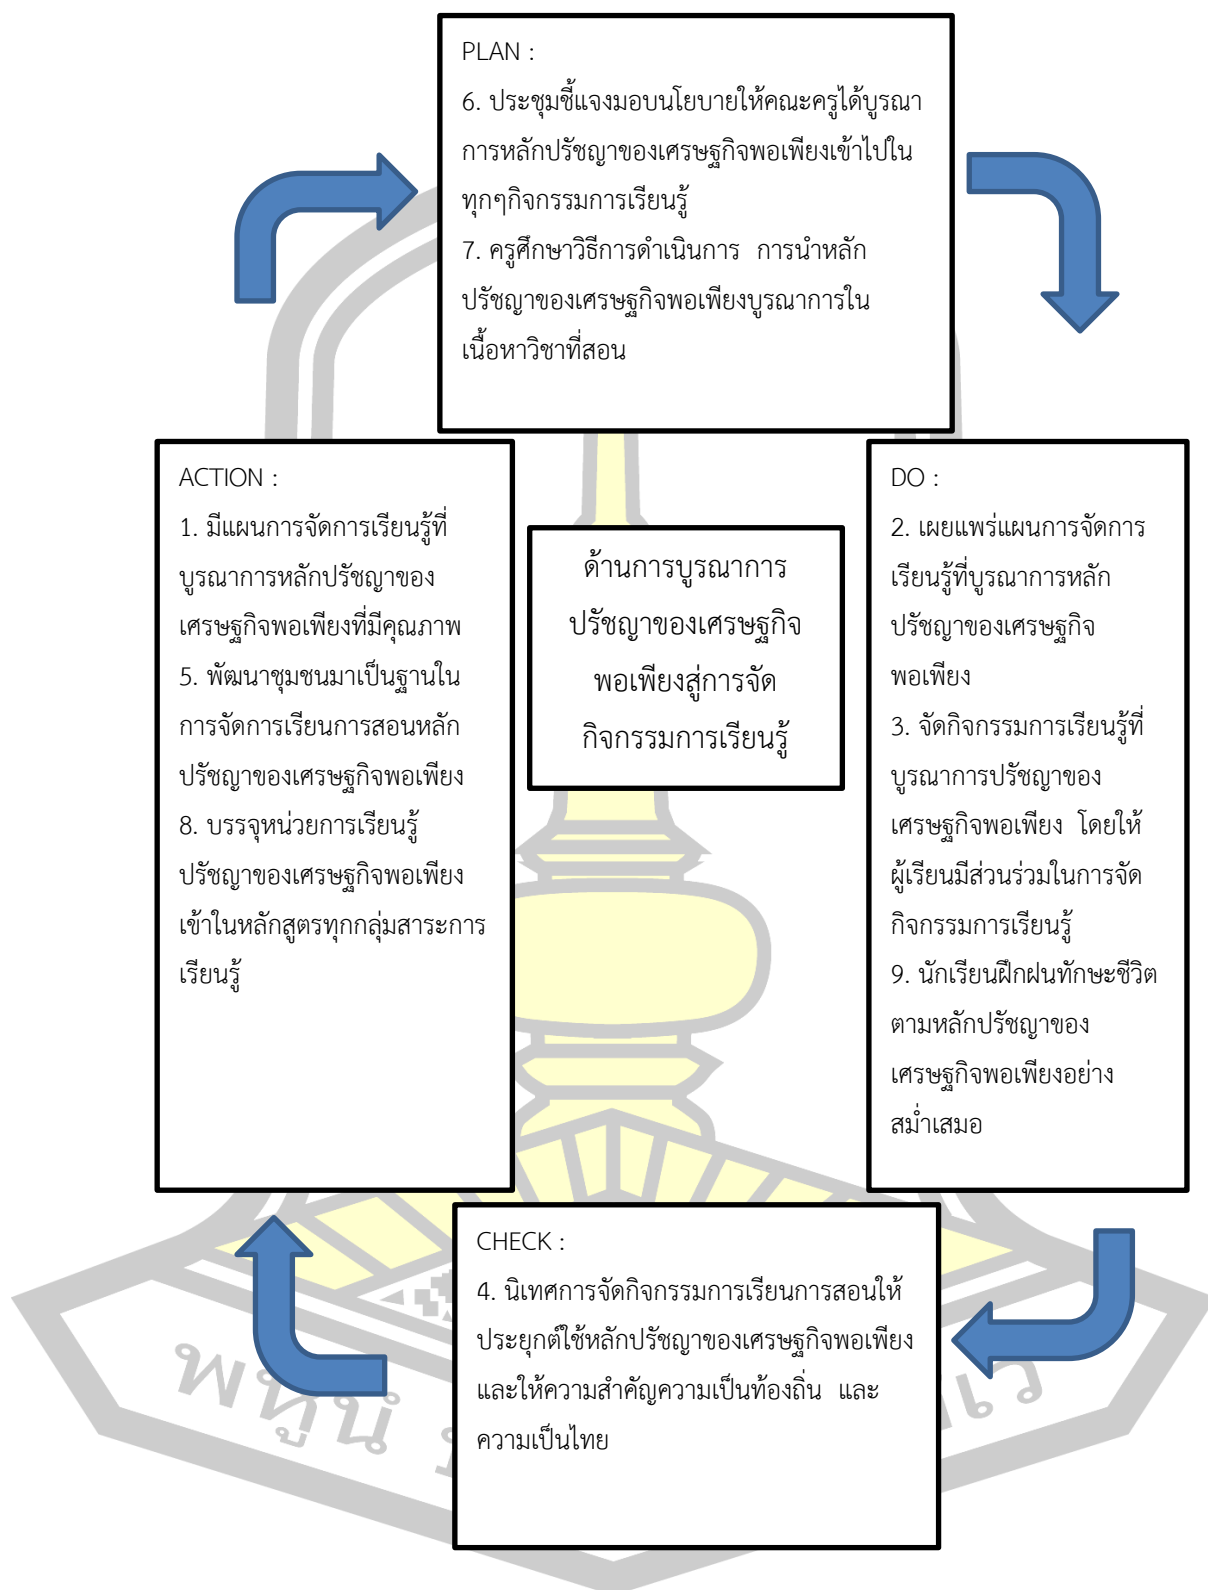 PLAN :
6. ประชุมชี้แจงมอบนโยบายให้คณะครูได้บูรณา
การหลักปรัชญาของเศรษฐกิจพอเพียงเข้าไปใน
ทุกๆกิจกรรมการเรียนรู้
7. ครูศึกษาวิธีการดำเนินการ การนำหลัก
ปรัชญาของเศรษฐกิจพอเพียงบูรณาการใน
เนื้อหาวิชาที่สอน
ACTION :
1. มีแผนการจัดการเรียนรู้ที่
บูรณาการหลักปรัชญาของ
เศรษฐกิจพอเพียงที่มีคุณภาพ
5. พัฒนาชุมชนมาเป็นฐานใน
การจัดการเรียนการสอนหลัก
ปรัชญาของเศรษฐกิจพอเพียง
8. บรรจุหน่วยการเรียนรู้
ปรัชญาของเศรษฐกิจพอเพียง
เข้าในหลักสูตรทุกกลุ่มสาระการ
เรียนรู้
ด้านการบูรณาการ
ปรัชญาของเศรษฐกิจ
พอเพียงสู่การจัด
กิจกรรมการเรียนรู้
DO :
2. เผยแพร่แผนการจัดการ
เรียนรู้ที่บูรณาการหลัก
ปรัชญาของเศรษฐกิจ
พอเพียง
3. จัดกิจกรรมการเรียนรู้ที่
บูรณาการปรัชญาของ
เศรษฐกิจพอเพียง โดยให้
ผู้เรียนมีส่วนร่วมในการจัด
กิจกรรมการเรียนรู้
9. นักเรียนฝึกฝนทักษะชีวิต
ตามหลักปรัชญาของ
เศรษฐกิจพอเพียงอย่าง
สม่ำเสมอ
CHECK :
4. นิเทศการจัดกิจกรรมการเรียนการสอนให้
ประยุกต์ใช้หลักปรัชญาของเศรษฐกิจพอเพียง
และให้ความสำคัญความเป็นท้องถิ่น และ
ความเป็นไทย
พหูนํ